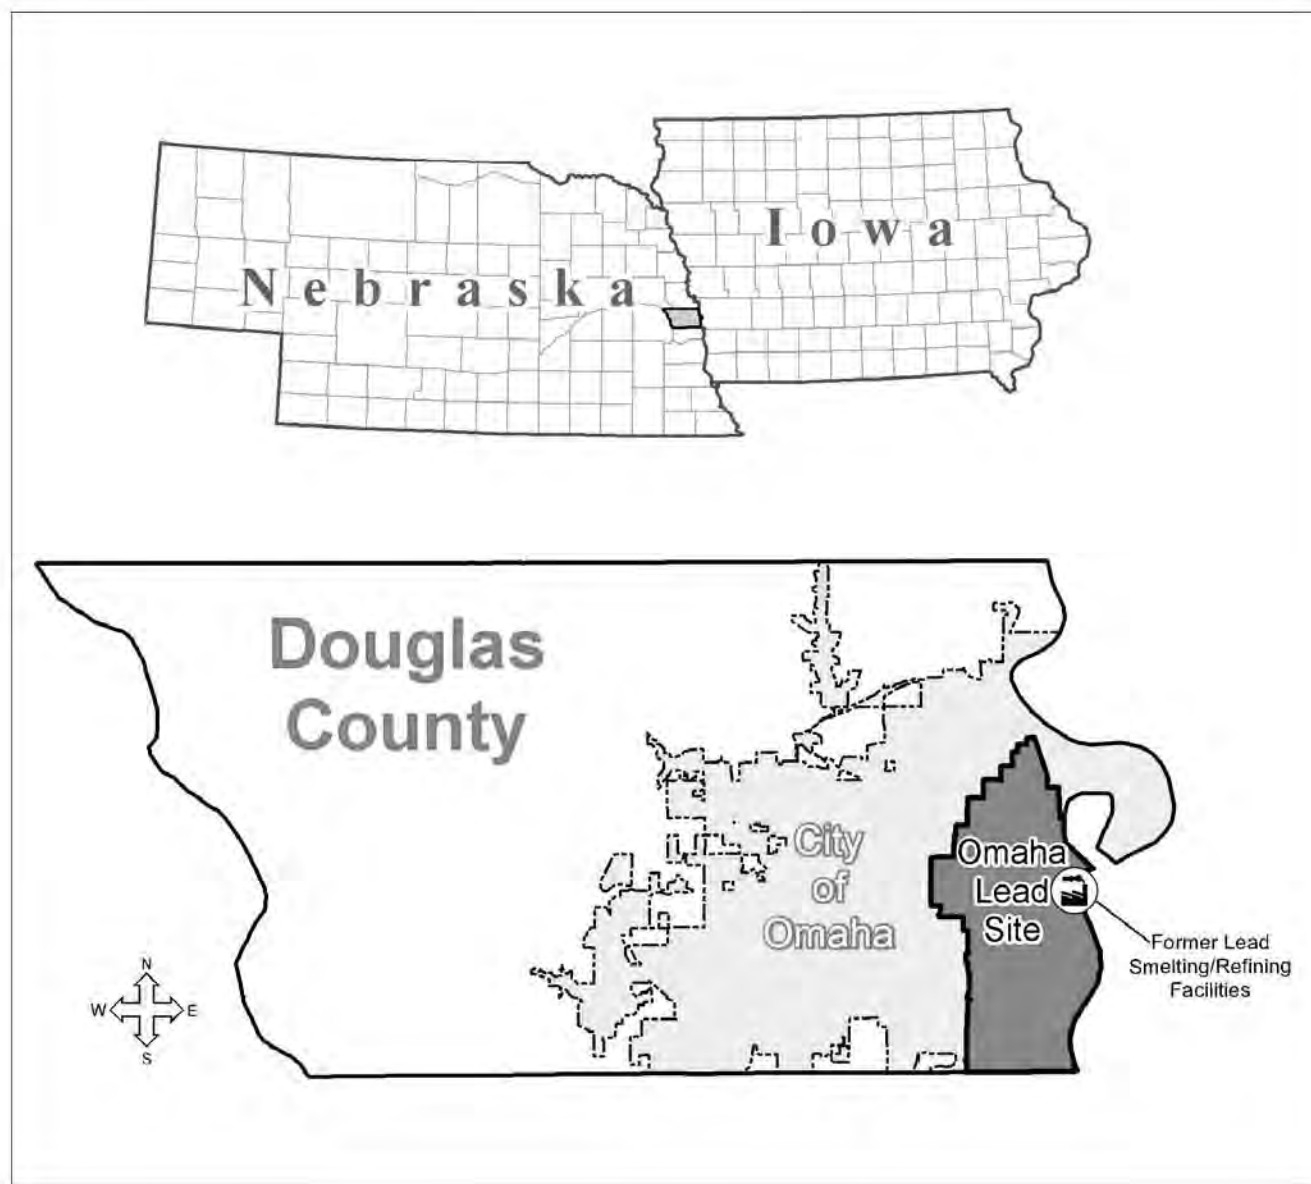 Iowa
Nebraska
Douglas
County
City
of
Omaha
Omaha
Lead
Site
Former Lead
Smelting/Refining
Facilities
N
W E
S